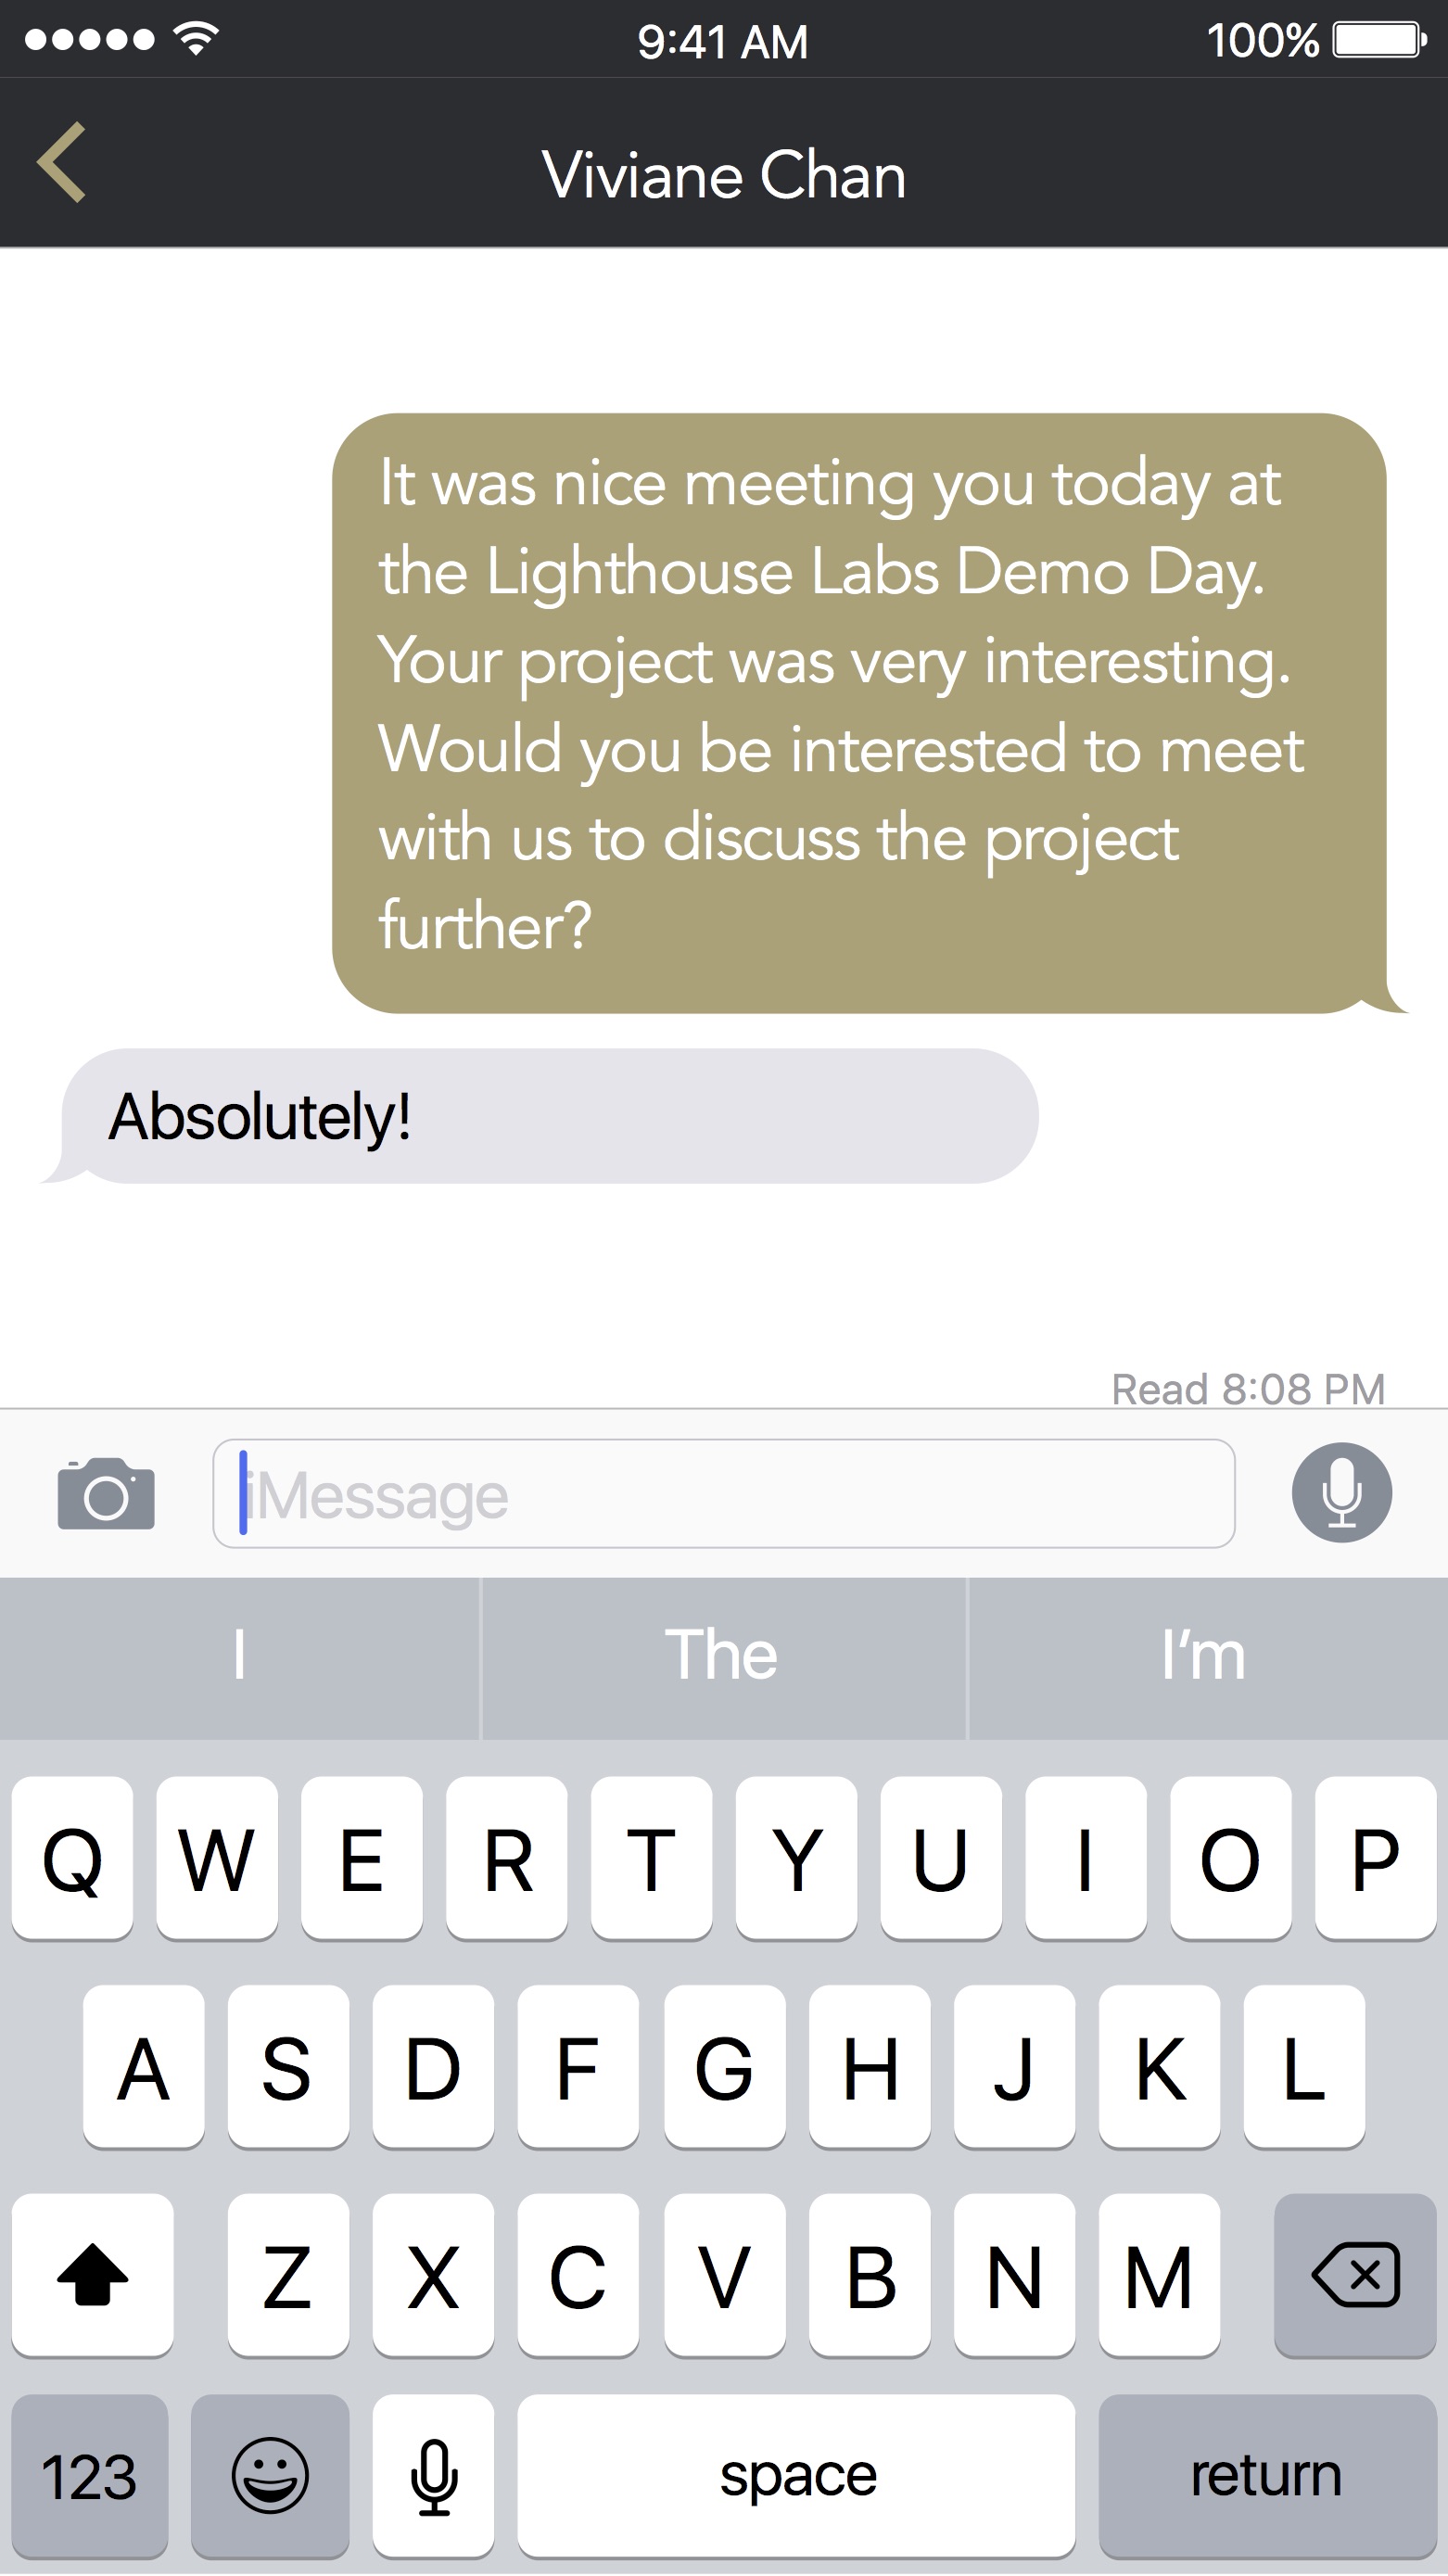 9:41 AM 100%
Viviane Chan
It was nice meeting you today at
the Lighthouse Labs Demo Day.
Your project was very interesting.
Would you be interested to meet
with us to discuss the project
further?
Absolutely!
Read 8:08 PM
iMessage
I The I’m
Q W E R T Y U I O P
A S D F G H J K L
Z X C V B N M
123 space return